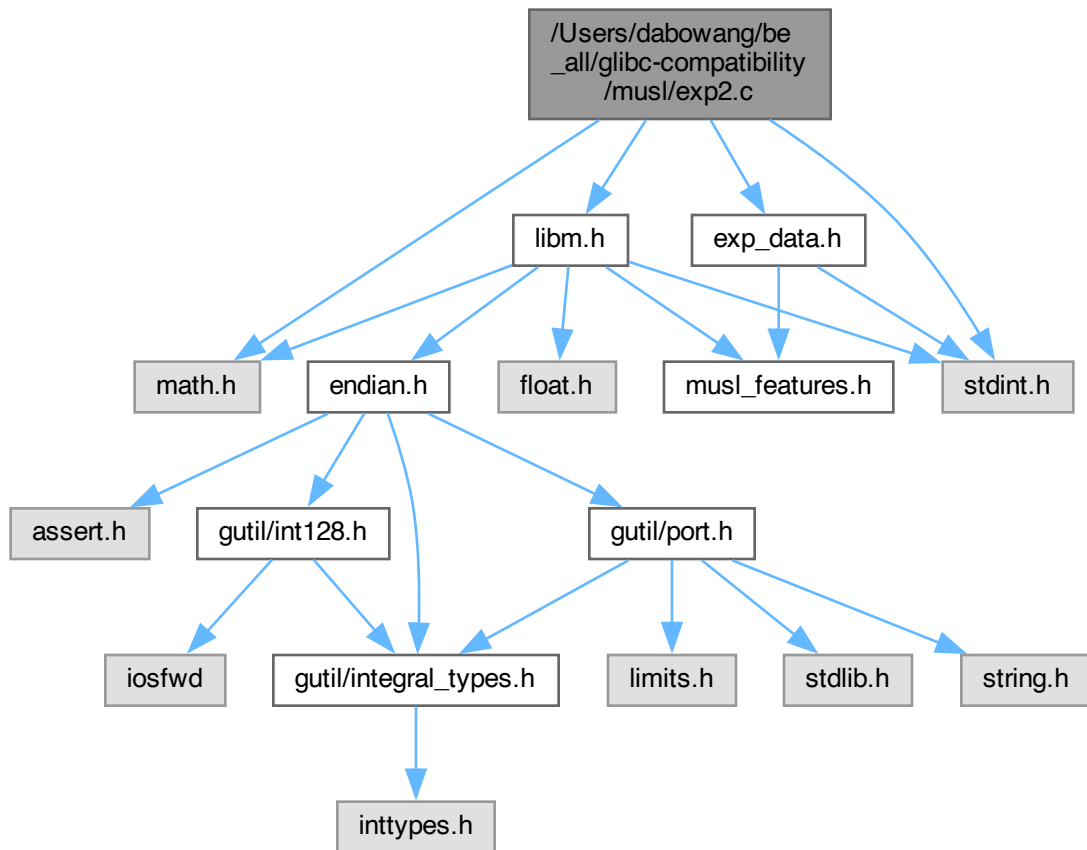 /Users/dabowang/be
_all/glibc-compatibility
/musl/exp2.c
libm.h
exp_data.h
math.h
endian.h
float.h
musl_features.h
stdint.h
assert.h
gutil/int128.h
gutil/port.h
iosfwd
gutil/integral_types.h
limits.h
stdlib.h
string.h
inttypes.h